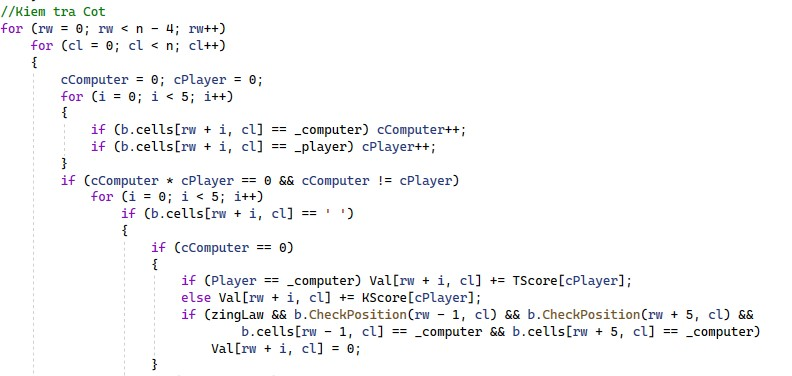 //Kiem tra Cot
for (rw = 0; rw < n - 4; rw++)
    for (cl = 0; cl < n; cl++)
    {
        cComputer = 0; cPlayer = 0;
        for (i = 0; i < 5; i++)
        {
            if (b.cells[rw + i, cl] == _computer) cComputer++;
            if (b.cells[rw + i, cl] == _player) cPlayer++;
        }
        if (cComputer * cPlayer == 0 && cComputer != cPlayer)
            for (i = 0; i < 5; i++)
                if (b.cells[rw + i, cl] == ' ')
                {
                    if (cComputer == 0)
                    {
                        if (Player == _computer) Val[rw + i, cl] += TScore[cPlayer];
                        else Val[rw + i, cl] += KScore[cPlayer];
                        if (zingLaw && b.CheckPosition(rw - 1, cl) && b.CheckPosition(rw + 5, cl) &&
                                b.cells[rw - 1, cl] == _computer && b.cells[rw + 5, cl] == _computer)
                            Val[rw + i, cl] = 0;
                    }